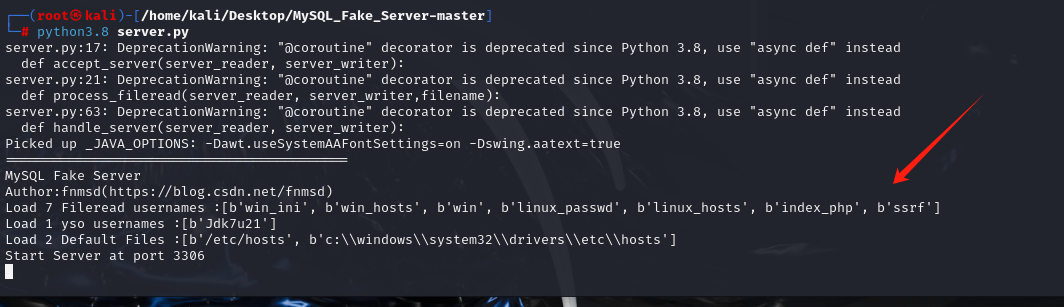 ┌──(root㉿kali)-[/home/kali/Desktop/MySQL_Fake_Server-master]
└─# python3.8 server.py
server.py:17: DeprecationWarning: "@coroutine" decorator is deprecated since Python 3.8, use "async def" instead
  def accept_server(server_reader, server_writer):
server.py:21: DeprecationWarning: "@coroutine" decorator is deprecated since Python 3.8, use "async def" instead
  def process_fileread(server_reader, server_writer,filename):
server.py:63: DeprecationWarning: "@coroutine" decorator is deprecated since Python 3.8, use "async def" instead
  def handle_server(server_reader, server_writer):
Picked up _JAVA_OPTIONS: -Dawt.useSystemAAFontSettings=on -Dswing.aatext=true
===========================================
MySQL Fake Server
Author:fnmsd(https://blog.csdn.net/fnmsd)
Load 7 Fileread usernames :[b'win_ini', b'win_hosts', b'win', b'linux_passwd', b'linux_hosts', b'index_php', b'ssrf']
Load 1 yso usernames :[b'Jdk7u21']
Load 2 Default Files :[b'/etc/hosts', b'c:\\windows\\system32\\drivers\\etc\\hosts']
Start Server at port 3306